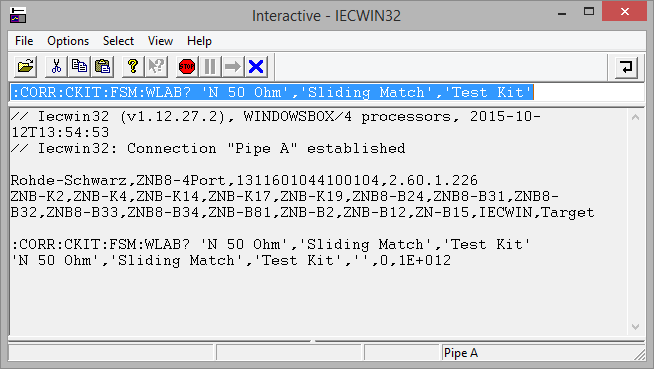 Interactive - IECWIN32
File Options Select View Help
STOP
:CORR:CKIT:FSM:WLAB? 'N 50 Ohm','Sliding Match','Test Kit'
// Iecwin32 (v1.12.27.2), WINDOWSBOX/4 processors, 2015-10-
12T13:54:53
// Iecwin32: Connection "Pipe A" established
Rohde-Schwarz,ZNB8-4Port,1311601044100104,2.60.1.226
ZNB-K2,ZNB-K4,ZNB-K14,ZNB-K17,ZNB-K19,ZNB8-B24,ZNB8-B31,ZNB8-
B32,ZNB8-B33,ZNB8-B34,ZNB-B81,ZNB-B2,ZNB-B12,ZN-B15,IECWIN,Target
:CORR:CKIT:FSM:WLAB? 'N 50 Ohm','Sliding Match','Test Kit'
'N 50 Ohm','Sliding Match','Test Kit','',0,1E+012
Pipe A